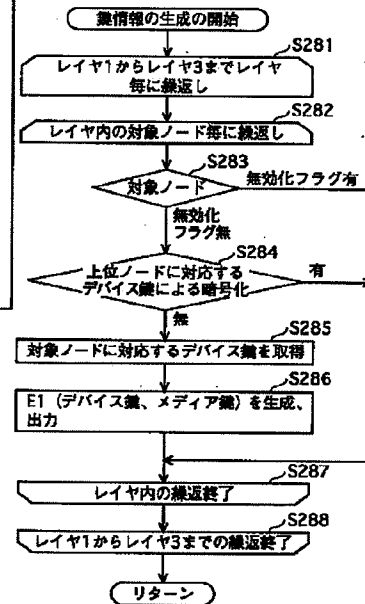 鍵情報の生成の開始
S281
レイヤ1からレイヤ3までレイヤ
毎に繰返し
S282
レイヤ内の対象ノード毎に繰返し
S283
対象ノード
無効化フラグ有
無効化
フラグ無
S284
上位ノードに対応する
デバイス鍵による暗号化
有
無
S285
対象ノードに対応するデバイス鍵を取得
S286
E1（デバイス鍵、メディア鍵）を生成、
出力
S287
レイヤ内の繰返終了
S288
レイヤ1からレイヤ3までの繰返終了
リターン